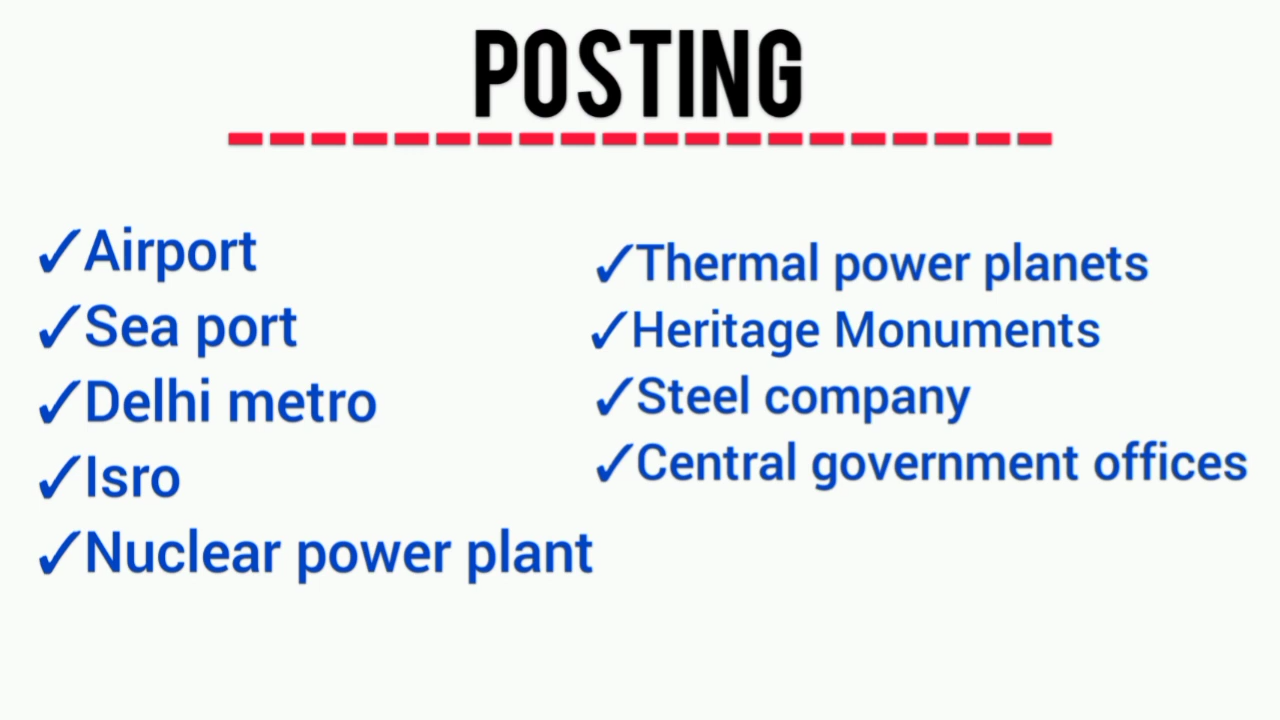 POSTING
✓Airport
✓Sea port
✓Delhi metro
✓Isro
✓Nuclear power plant
✓Thermal power planets
✓Heritage Monuments
✓Steel company
✓Central government offices